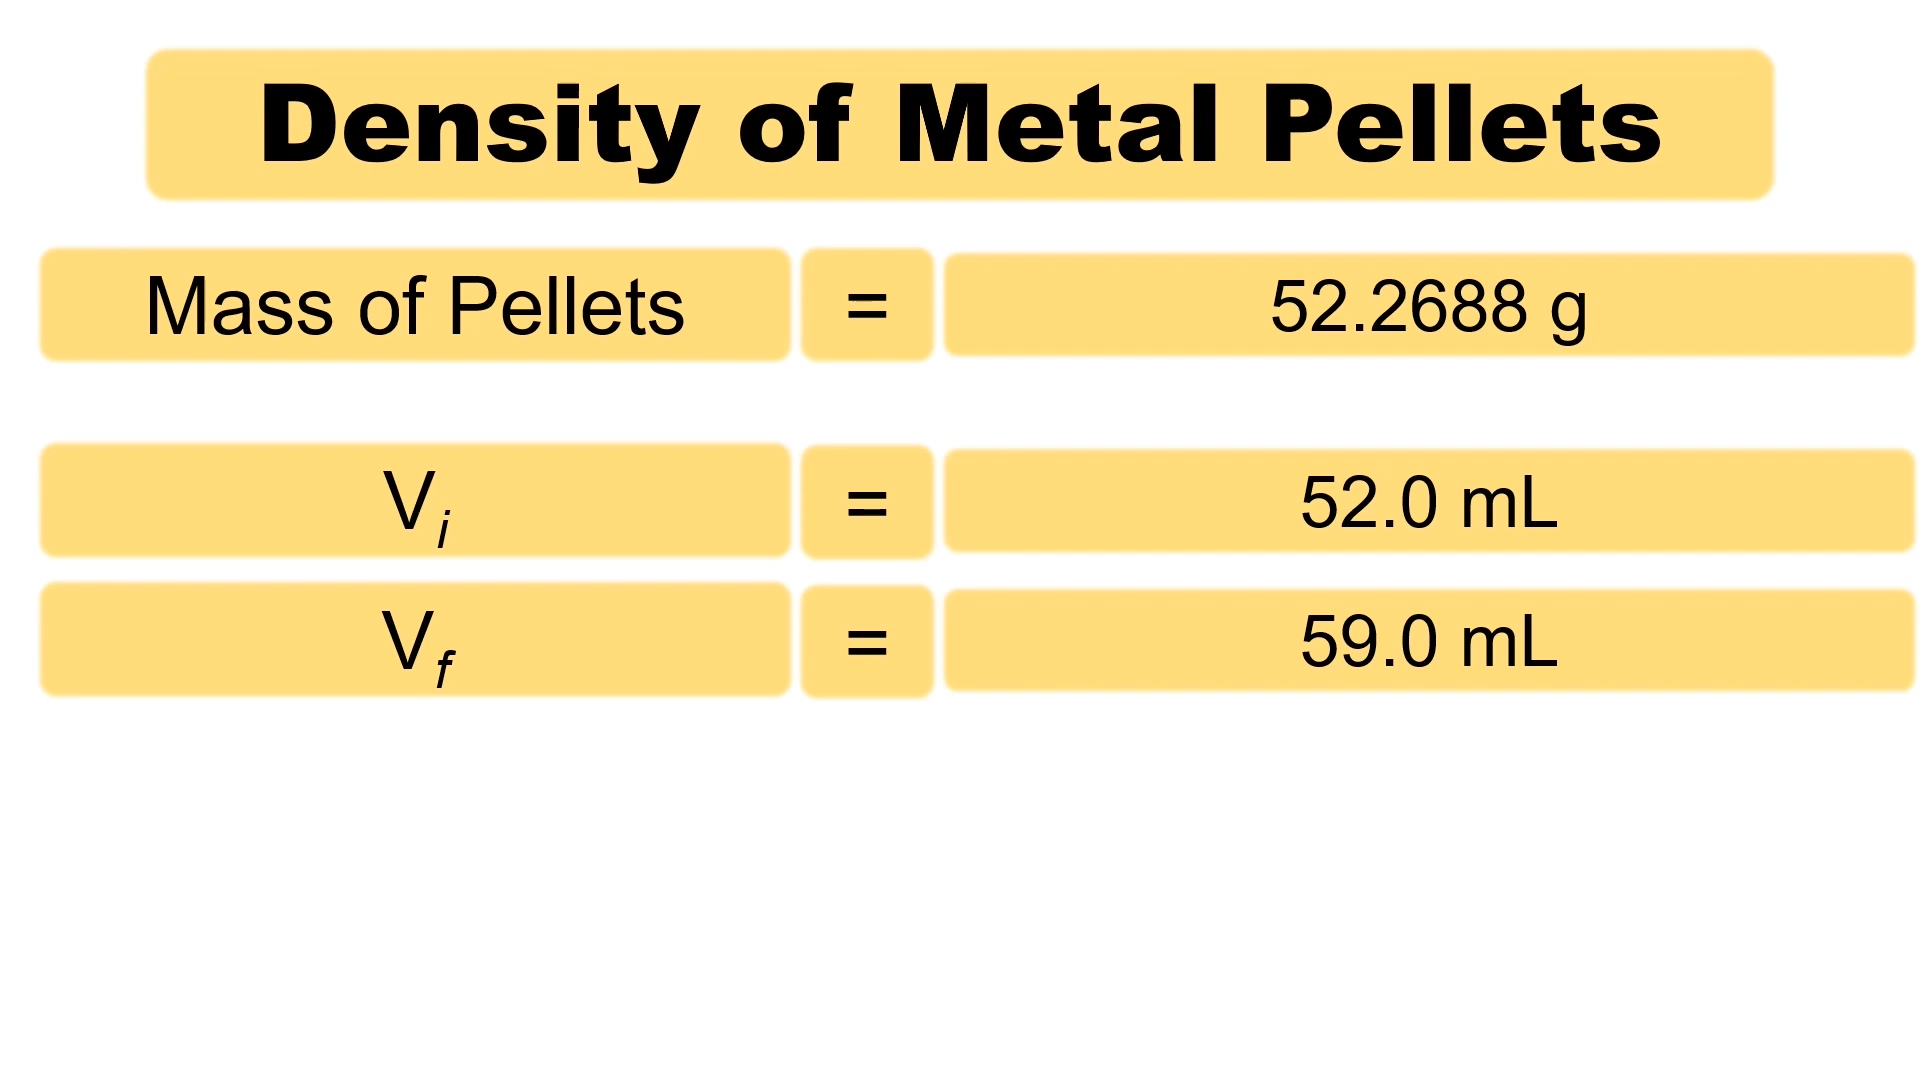 Density of Metal Pellets
Mass of Pellets = 52.2688 g
Vi = 52.0 mL
Vf = 59.0 mL